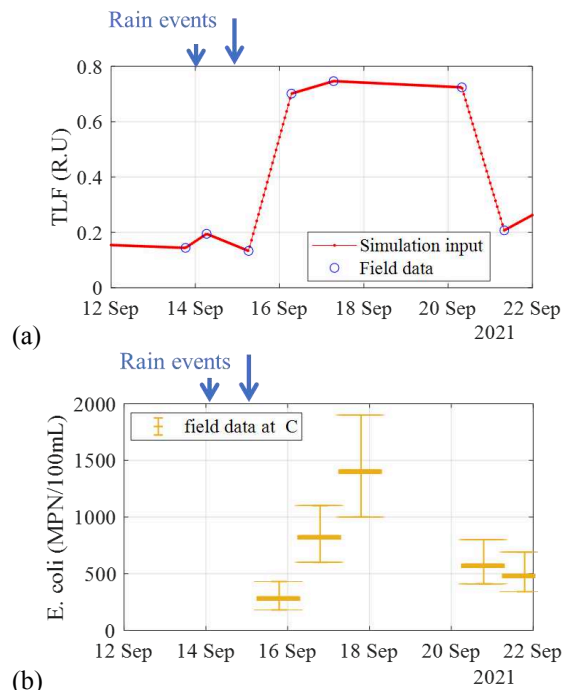 Rain events
0.8
0.6
0.4
0.2
0
TLF (R.U)
Simulation input
Field data
12 Sep 14 Sep 16 Sep 18 Sep 20 Sep 22 Sep
2021
(a)
Rain events
2000
1500
1000
500
0
E. coli (MPN/100mL)
field data at C
12 Sep 14 Sep 16 Sep 18 Sep 20 Sep 22 Sep
2021
(b)